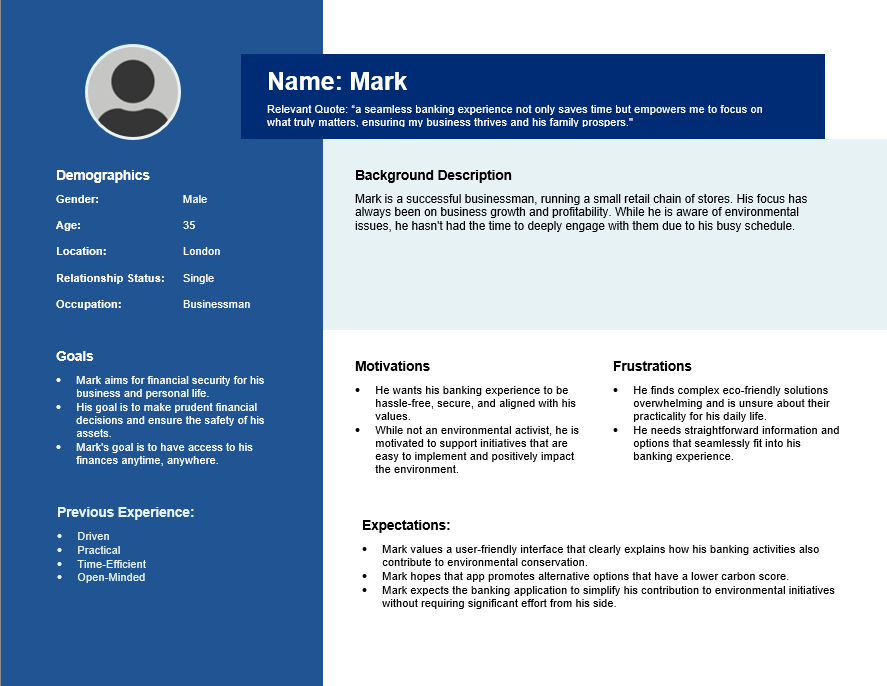 Name: Mark
Relevant Quote: "a seamless banking experience not only saves time but empowers me to focus on
what truly matters, ensuring my business thrives and his family prospers."
Demographics
Gender: Male
Age: 35
Location: London
Relationship Status: Single
Occupation: Businessman
Background Description
Mark is a successful businessman, running a small retail chain of stores. His focus has
always been on business growth and profitability. While he is aware of environmental
issues, he hasn't had the time to deeply engage with them due to his busy schedule.
Goals
• Mark aims for financial security for his
business and personal life.
• His goal is to make prudent financial
decisions and ensure the safety of his
assets.
• Mark's goal is to have access to his
finances anytime, anywhere.
Motivations
• He wants his banking experience to be
hassle-free, secure, and aligned with his
values.
• While not an environmental activist, he is
motivated to support initiatives that are
easy to implement and positively impact
the environment.
Frustrations
• He finds complex eco-friendly solutions
overwhelming and is unsure about their
practicality for his daily life.
• He needs straightforward information and
options that seamlessly fit into his
banking experience.
Previous Experience:
• Driven
• Practical
• Time-Efficient
• Open-Minded
Expectations:
• Mark values a user-friendly interface that clearly explains how his banking activities also
contribute to environmental conservation.
• Mark hopes that app promotes alternative options that have a lower carbon score.
• Mark expects the banking application to simplify his contribution to environmental initiatives
without requiring significant effort from his side.